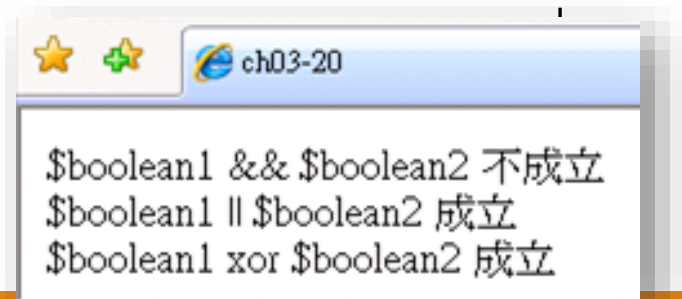 ch03-20
$boolean1 && $boolean2 不成立
$boolean1 || $boolean2 成立
$boolean1 xor $boolean2 成立